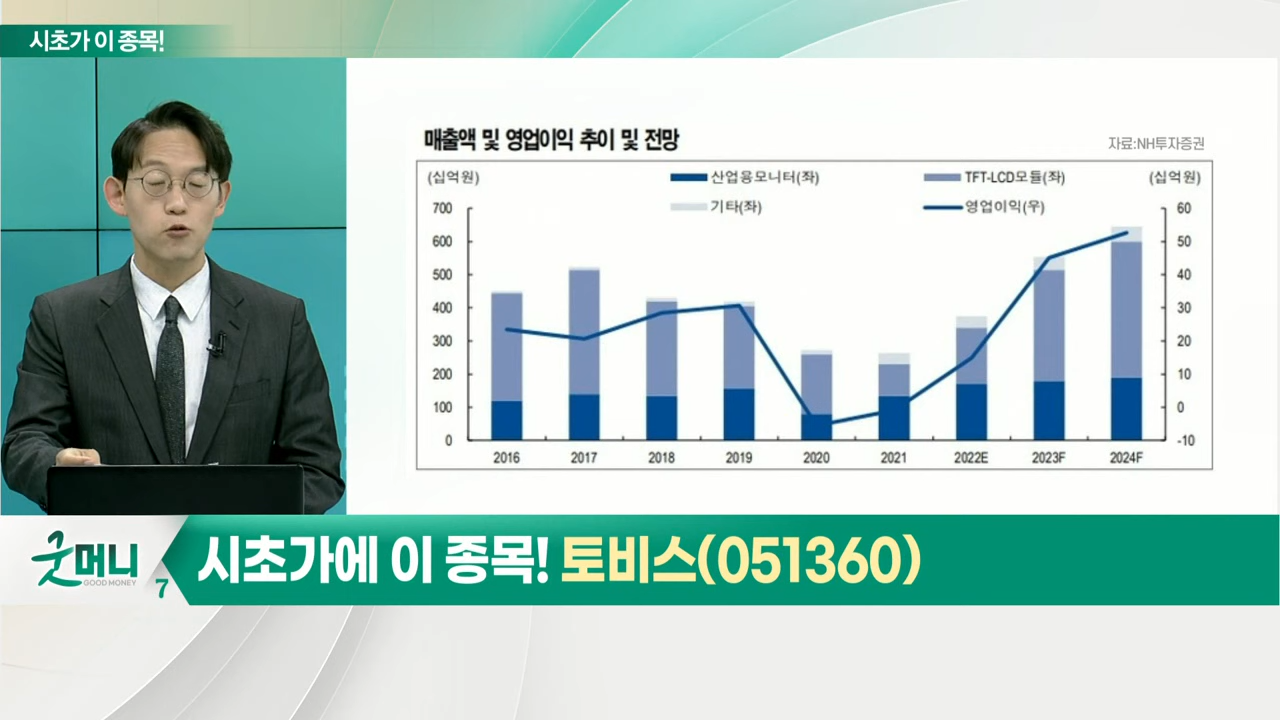 시초가 이 종목!
매출액 및 영업이익 추이 및 전망
자료:NH투자증권
(십억원) 산업용모니터(좌) TFT-LCD모듈(좌) (십억원)
기타(좌) 영업이익(우)
700 60
600 50
500 40
400 30
300 20
200 10
100 0
0 -10
2016 2017 2018 2019 2020 2021 2022E 2023F 2024F
굿머니
GOOD MONEY
7
시초가에 이 종목! 토비스(051360)